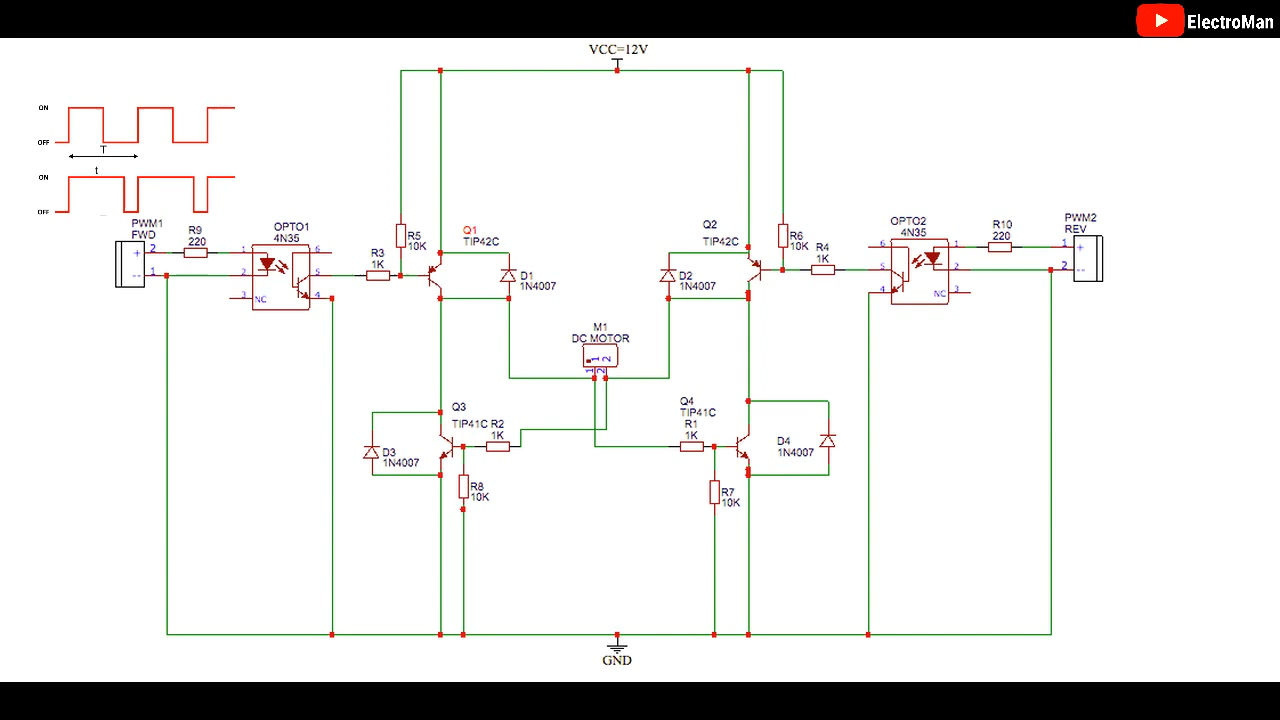 ElectroMan
VCC=12V
ON
OFF
T
t
ON
OFF
PWM1
FWD
+ 2
-- 1
R9
220
OPTO1
4N35
1
2
3
NC
6
5
4
R3
1K
R5
10K
Q1
TIP42C
D1
1N4007
Q2
TIP42C
D2
1N4007
R6
10K
R4
1K
OPTO2
4N35
6
5
4
1
2
3
NC
R10
220
PWM2
REV
1 +
2 --
M1
DC MOTOR
1 2
1 2
Q3
TIP41C
R2
1K
D3
1N4007
R8
10K
Q4
TIP41C
R1
1K
D4
1N4007
R7
10K
GND